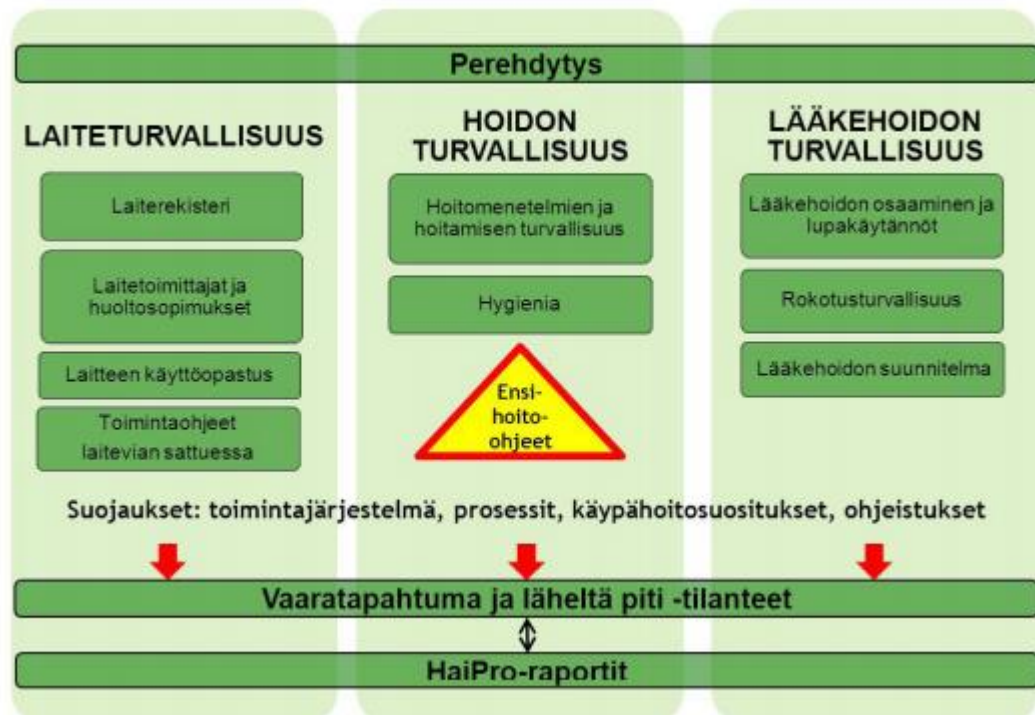 Perehdytys
LAITETURVALLISUUS
Laiterekisteri
Laitetoimittajat ja
huoltosopimukset
Laitteen käyttöopastus
Toimintaohjeet
laitevian sattuessa
HOIDON
TURVALLISUUS
Hoitomenetelmien ja
hoitamisen turvallisuus
Hygienia
Ensi-
hoito-
ohjeet
LÄÄKEHOIDON
TURVALLISUUS
Lääkehoidon osaaminen ja
lupakäytännöt
Rokotusturvallisuus
Lääkehoidon suunnitelma
Suojaukset: toimintajärjestelmä, prosessit, käypähoitosuositukset, ohjeistukset
Vaaratapahtuma ja läheltä piti -tilanteet
HaiPro-raportit